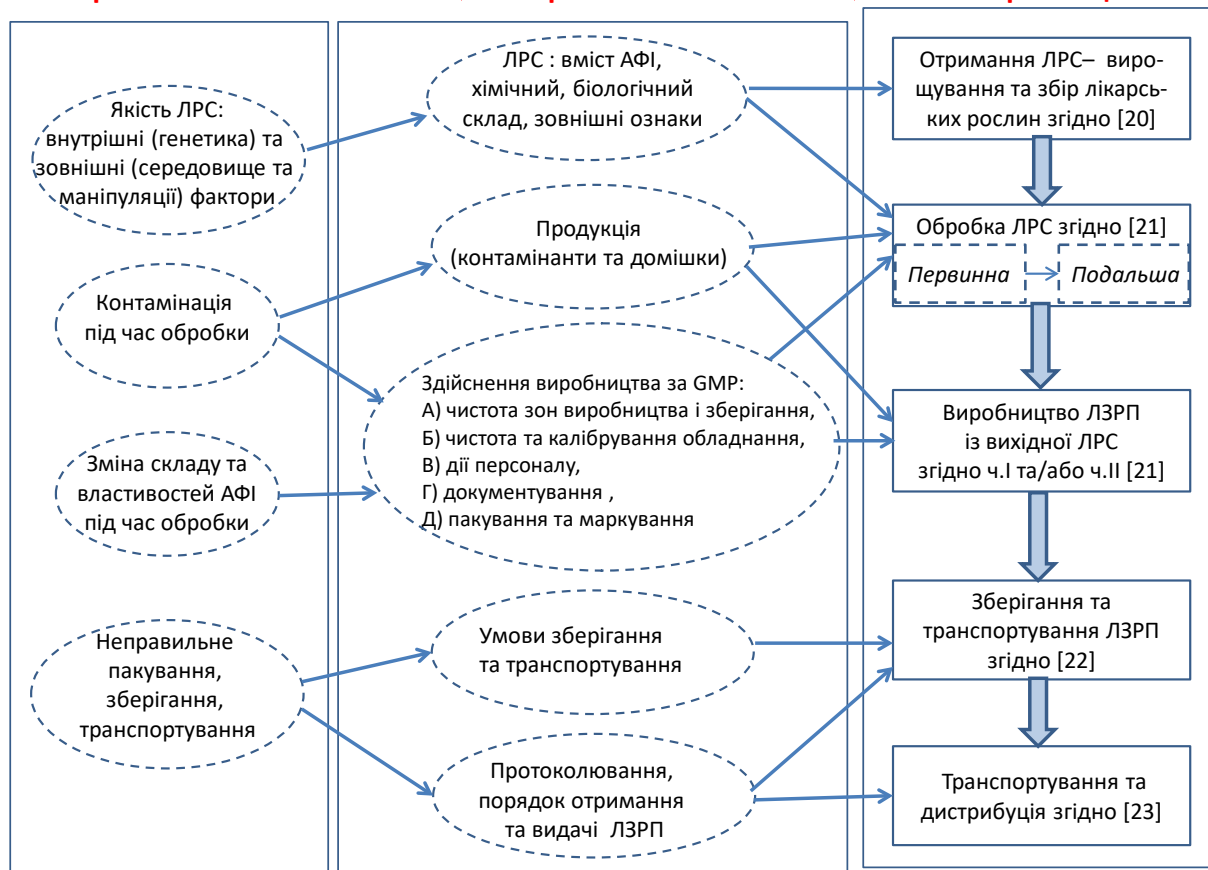 Якість ЛРС:
внутрішні (генетика) та
зовнішні (середовище та
маніпуляції) фактори
Контамінація
під час обробки
Зміна складу та
властивостей АФІ
під час обробки
Неправильне
пакування,
зберігання,
транспортування
ЛРС : вміст АФІ,
хімічний, біологічний
склад, зовнішні ознаки
Продукція
(контамінанти та домішки)
Здійснення виробництва за GMP:
А) чистота зон виробництва і зберігання,
Б) чистота та калібрування обладнання,
В) дії персоналу,
Г) документування ,
Д) пакування та маркування
Умови зберігання
та транспортування
Протоколювання,
порядок отримання
та видачі ЛЗРП
Отримання ЛРС– виро-
щування та збір лікарсь-
ких рослин згідно [20]
Обробка ЛРС згідно [21]
Первинна
Подальша
Виробництво ЛЗРП
із вихідної ЛРС
згідно ч.І та/або ч.ІІ [21]
Зберігання та
транспортування ЛЗРП
згідно [22]
Транспортування та
дистрибуція згідно [23]